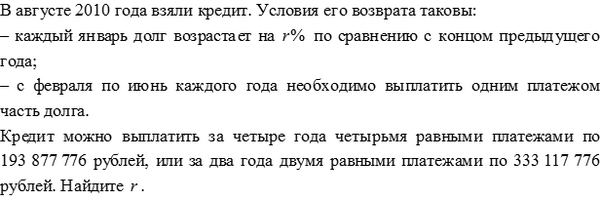 В августе 2010 года взяли кредит. Условия его возврата таковы:
– каждый январь долг возрастает на r% по сравнению с концом предыдущего
года;
– с февраля по июнь каждого года необходимо выплатить одним платежом
часть долга.
Кредит можно выплатить за четыре года четырьмя равными платежами по
193 877 776 рублей, или за два года двумя равными платежами по 333 117 776
рублей. Найдите r.